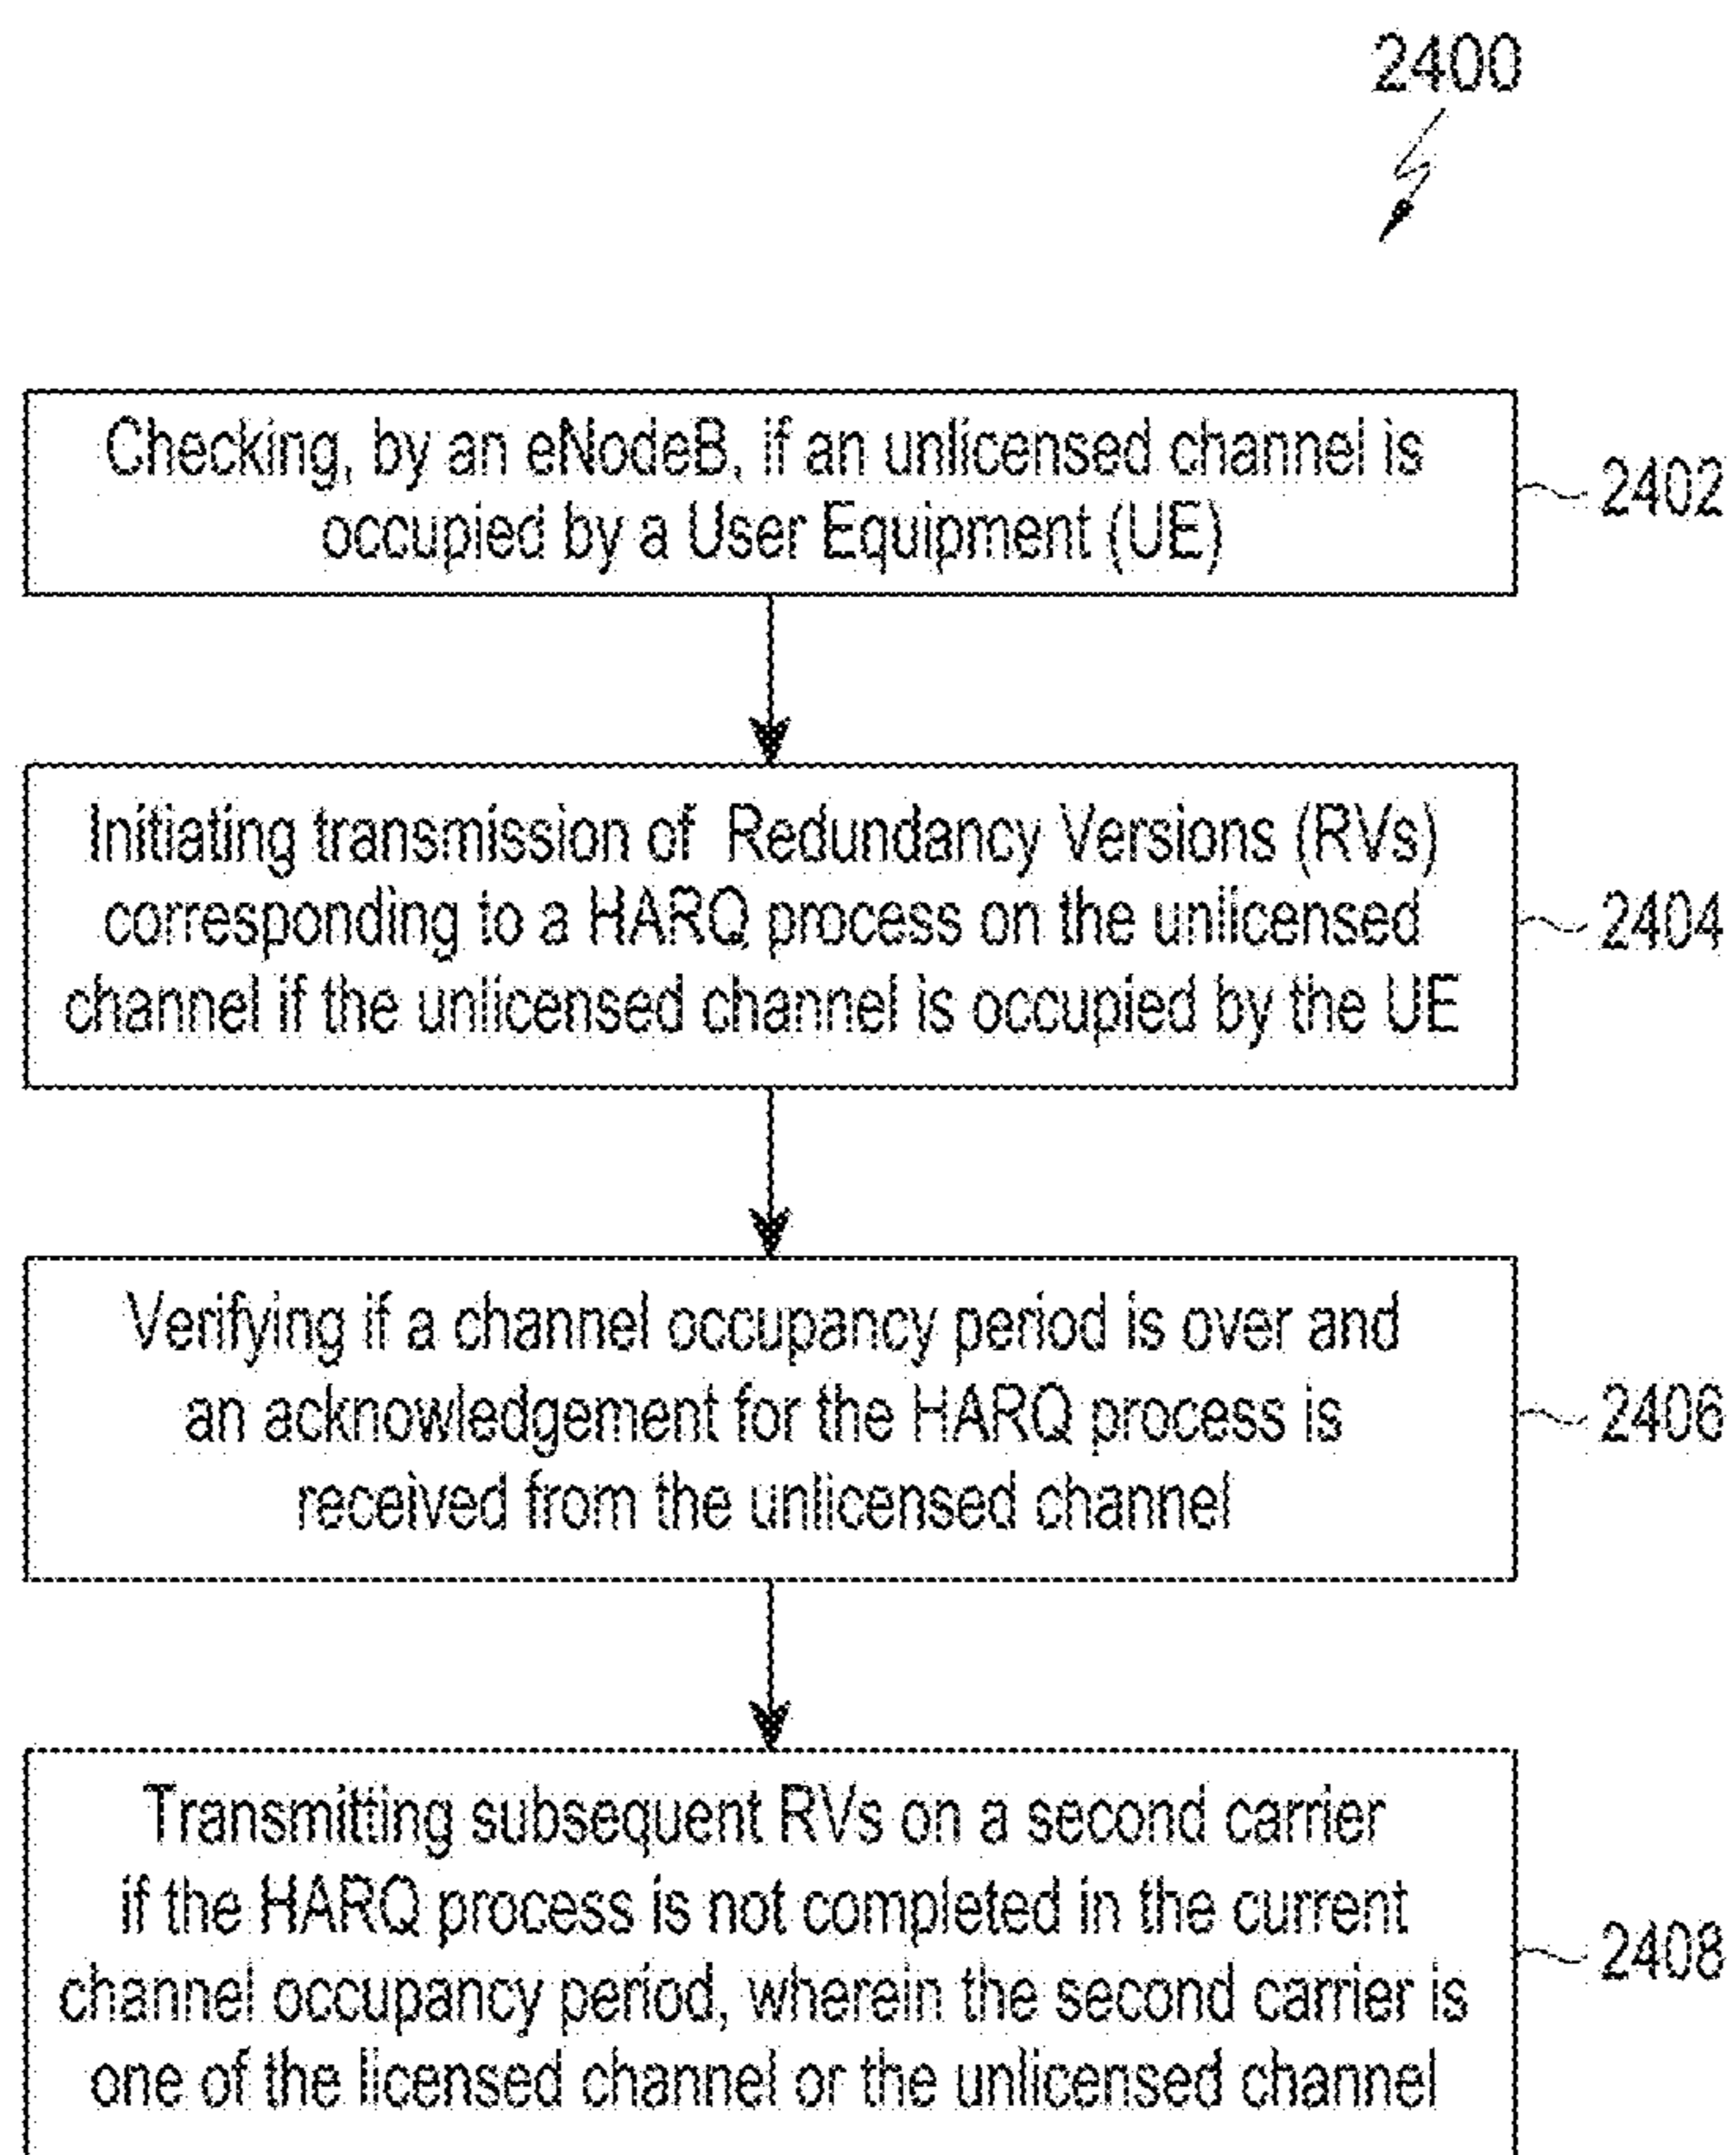 2400
Checking, by an eNodeB, if an unlicensed channel is
occupied by a User Equipment (UE)
2402
Initiating transmission of Redundancy Versions (RVs)
corresponding to a HARQ process on the unlicensed
channel if the unlicensed channel is occupied by the UE
2404
Verifying if a channel occupancy period is over and
an acknowledgement for the HARQ process is
received from the unlicensed channel
2406
Transmitting subsequent RVs on a second carrier
if the HARQ process is not completed in the current
channel occupancy period, wherein the second carrier is
one of the licensed channel or the unlicensed channel
2408